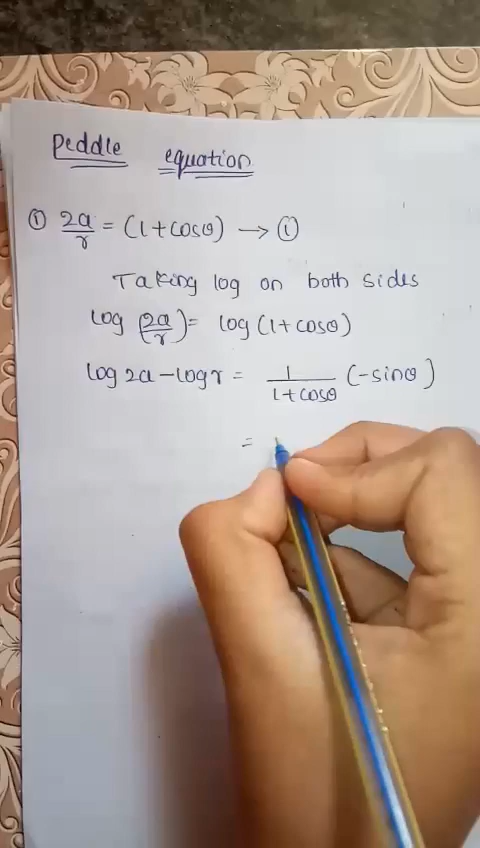 Peddle equation
① 2a/r = (1+cosθ) → ①
Taking log on both sides
log (2a/r) = log (1+cosθ)
log 2a - log r = 1/(1+cosθ) (-sinθ)
=